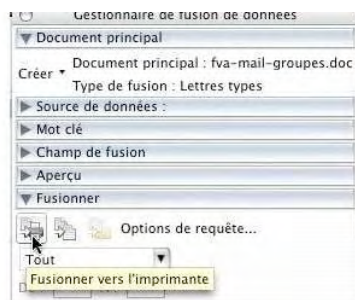 Gestionnaire de fusion de données
Document principal
Créer
Document principal : fva-mail-groupes.doc
Type de fusion : Lettres types
Source de données :
Mot clé
Champ de fusion
Aperçu
Fusionner
Options de requête...
Tout
Fusionner vers l'imprimante